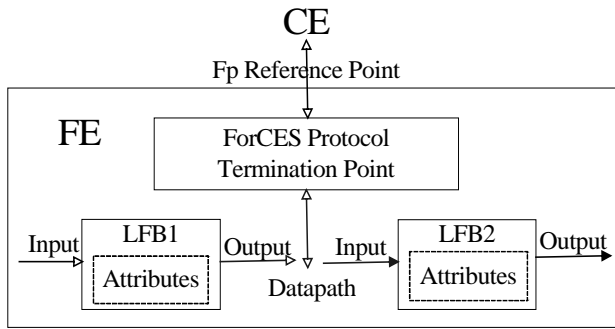 CE
Fp Reference Point
FE
ForCES Protocol
Termination Point
Input
LFB1
Attributes
Output
Datapath
Input
LFB2
Attributes
Output